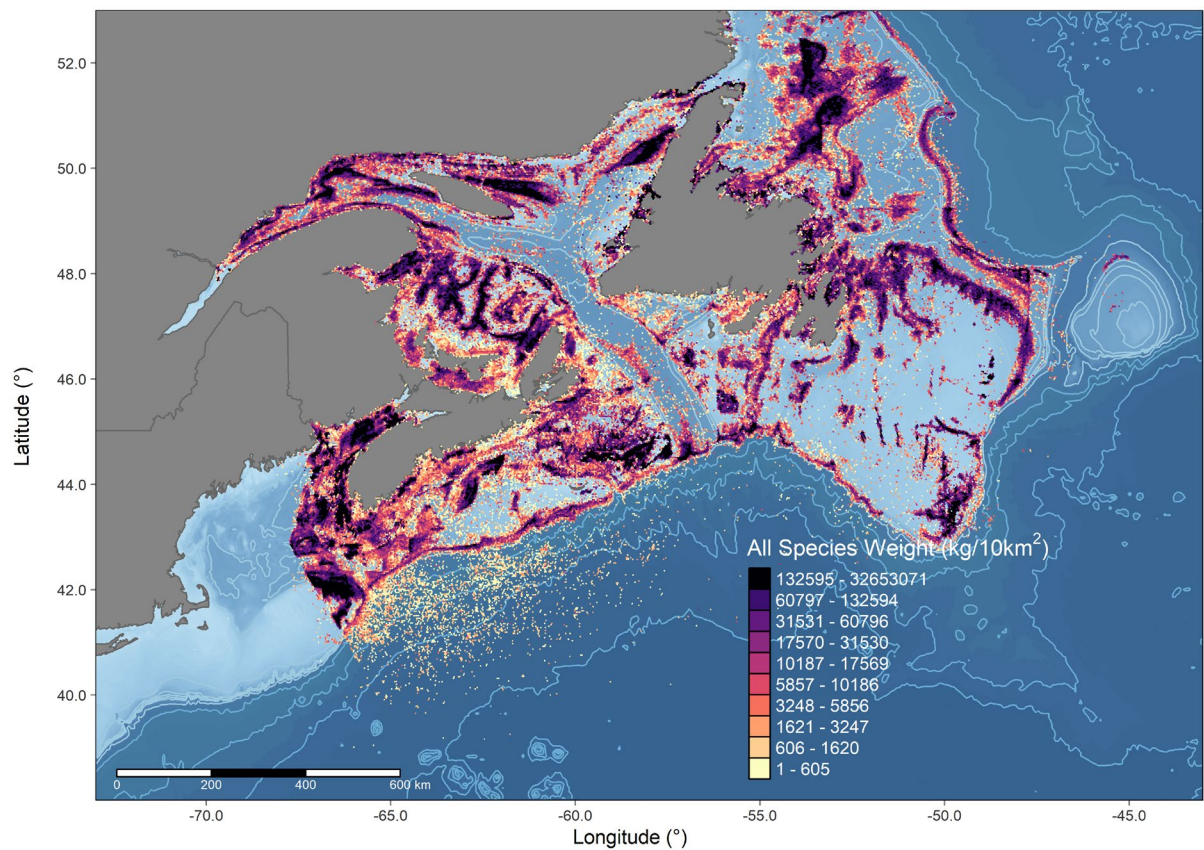 52.0
50.0
48.0
46.0
44.0
42.0
40.0
Latitude (°)
All Species Weight (kg/10km²)
132595 - 32653071
60797 - 132594
31531 - 60796
17570 - 31530
10187 - 17569
5857 - 10186
3248 - 5856
1621 - 3247
606 - 1620
1 - 605
0 200 400 600 km
-70.0 -65.0 -60.0 -55.0 -50.0 -45.0
Longitude (°)